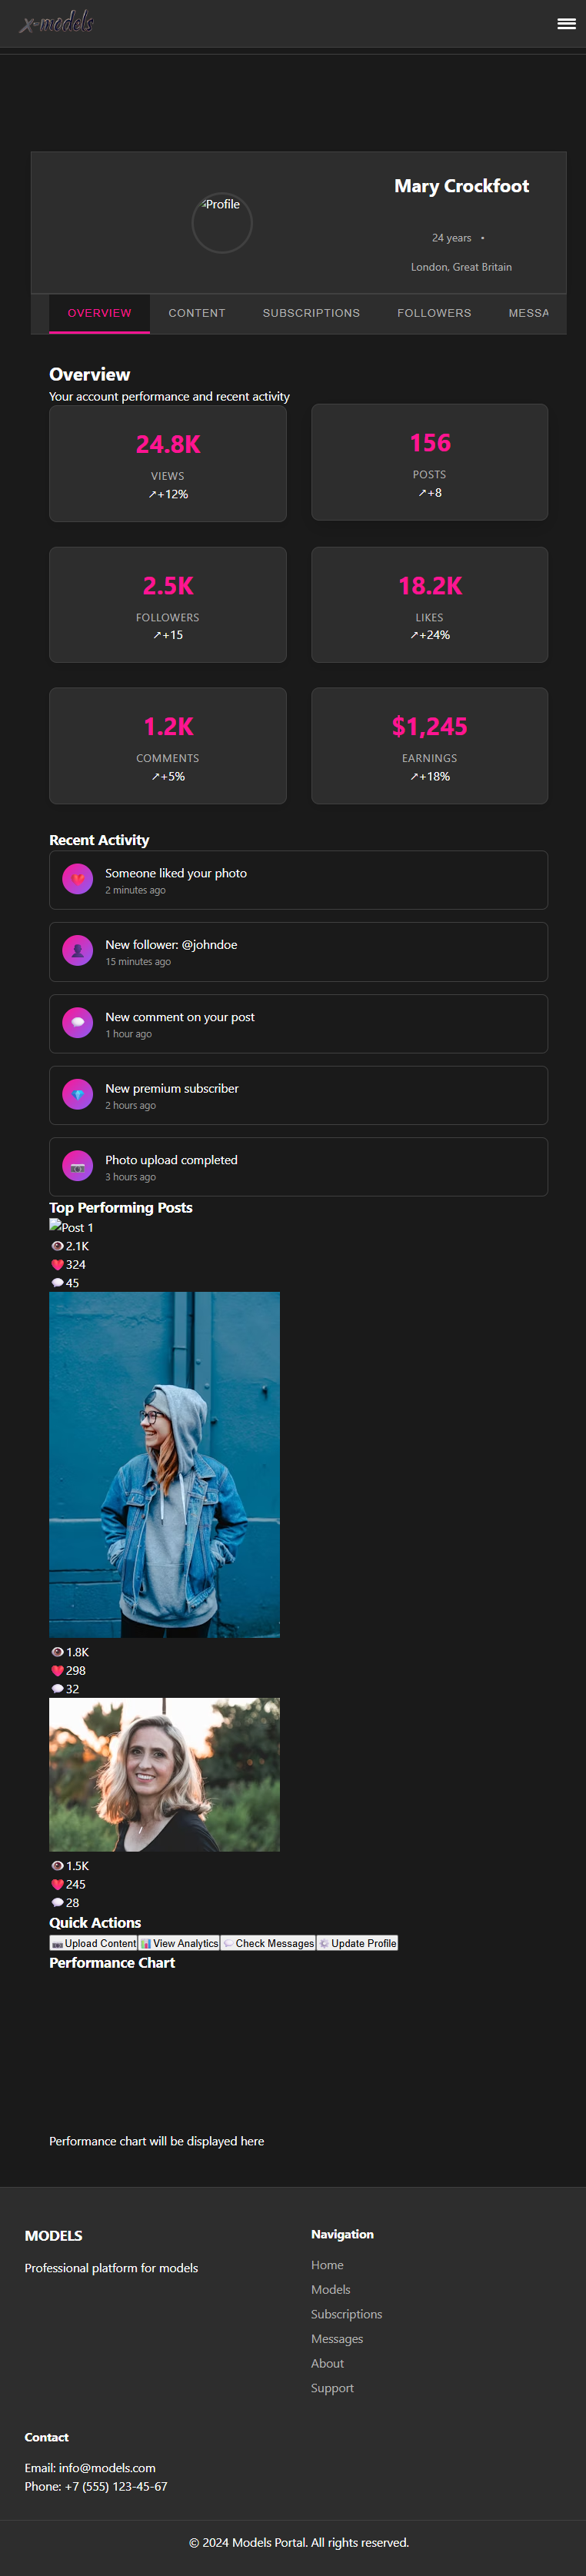 x-models
Profile
Mary Crockfoot
24 years •
London, Great Britain
OVERVIEW CONTENT SUBSCRIPTIONS FOLLOWERS MESSA
Overview
Your account performance and recent activity
24.8K
VIEWS
↗+12%
156
POSTS
↗+8
2.5K
FOLLOWERS
↗+15
18.2K
LIKES
↗+24%
1.2K
COMMENTS
↗+5%
$1,245
EARNINGS
↗+18%
Recent Activity
Someone liked your photo
2 minutes ago
New follower: @johndoe
15 minutes ago
New comment on your post
1 hour ago
New premium subscriber
2 hours ago
Photo upload completed
3 hours ago
Top Performing Posts
Post 1
2.1K
324
45
1.8K
298
32
1.5K
245
28
Quick Actions
Upload Content View Analytics Check Messages Update Profile
Performance Chart
Performance chart will be displayed here
MODELS
Professional platform for models
Navigation
Home
Models
Subscriptions
Messages
About
Support
Contact
Email: info@models.com
Phone: +7 (555) 123-45-67
© 2024 Models Portal. All rights reserved.